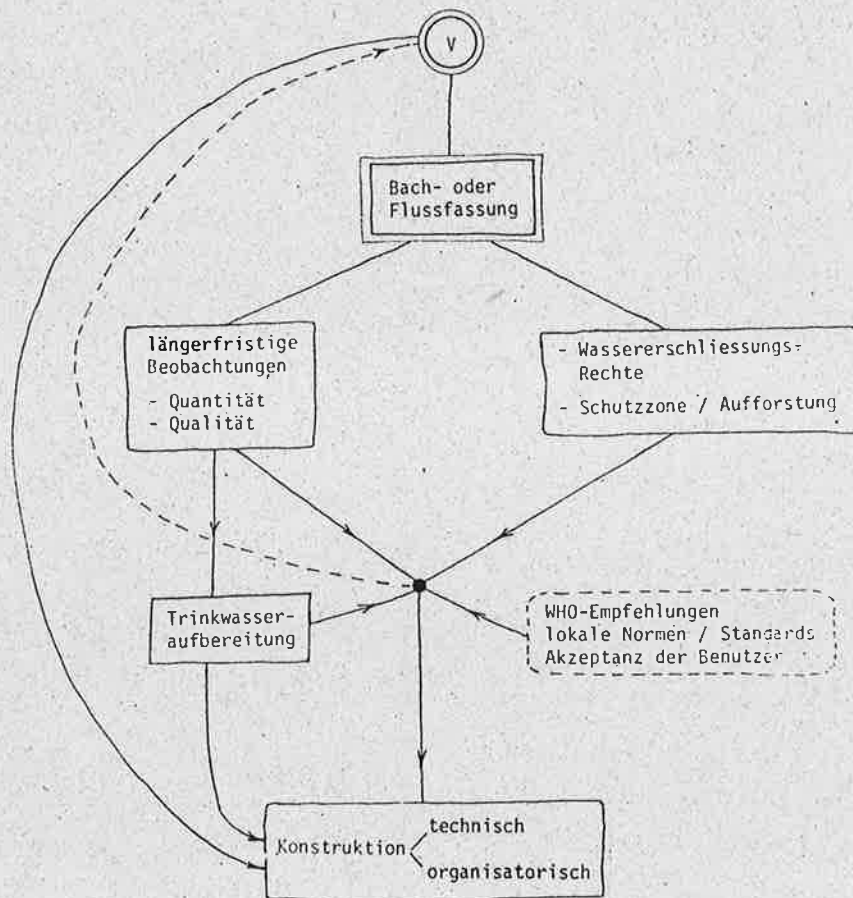 V
Bach- oder
Flussfassung
längerfristige
Beobachtungen
- Quantität
- Qualität
- Wassererschliessungs-
Rechte
- Schutzzone / Aufforstung
Trinkwasser-
aufbereitung
WHO-Empfehlungen
lokale Normen / Standards
Akzeptanz der Benutzer
Konstruktion
technisch
organisatorisch